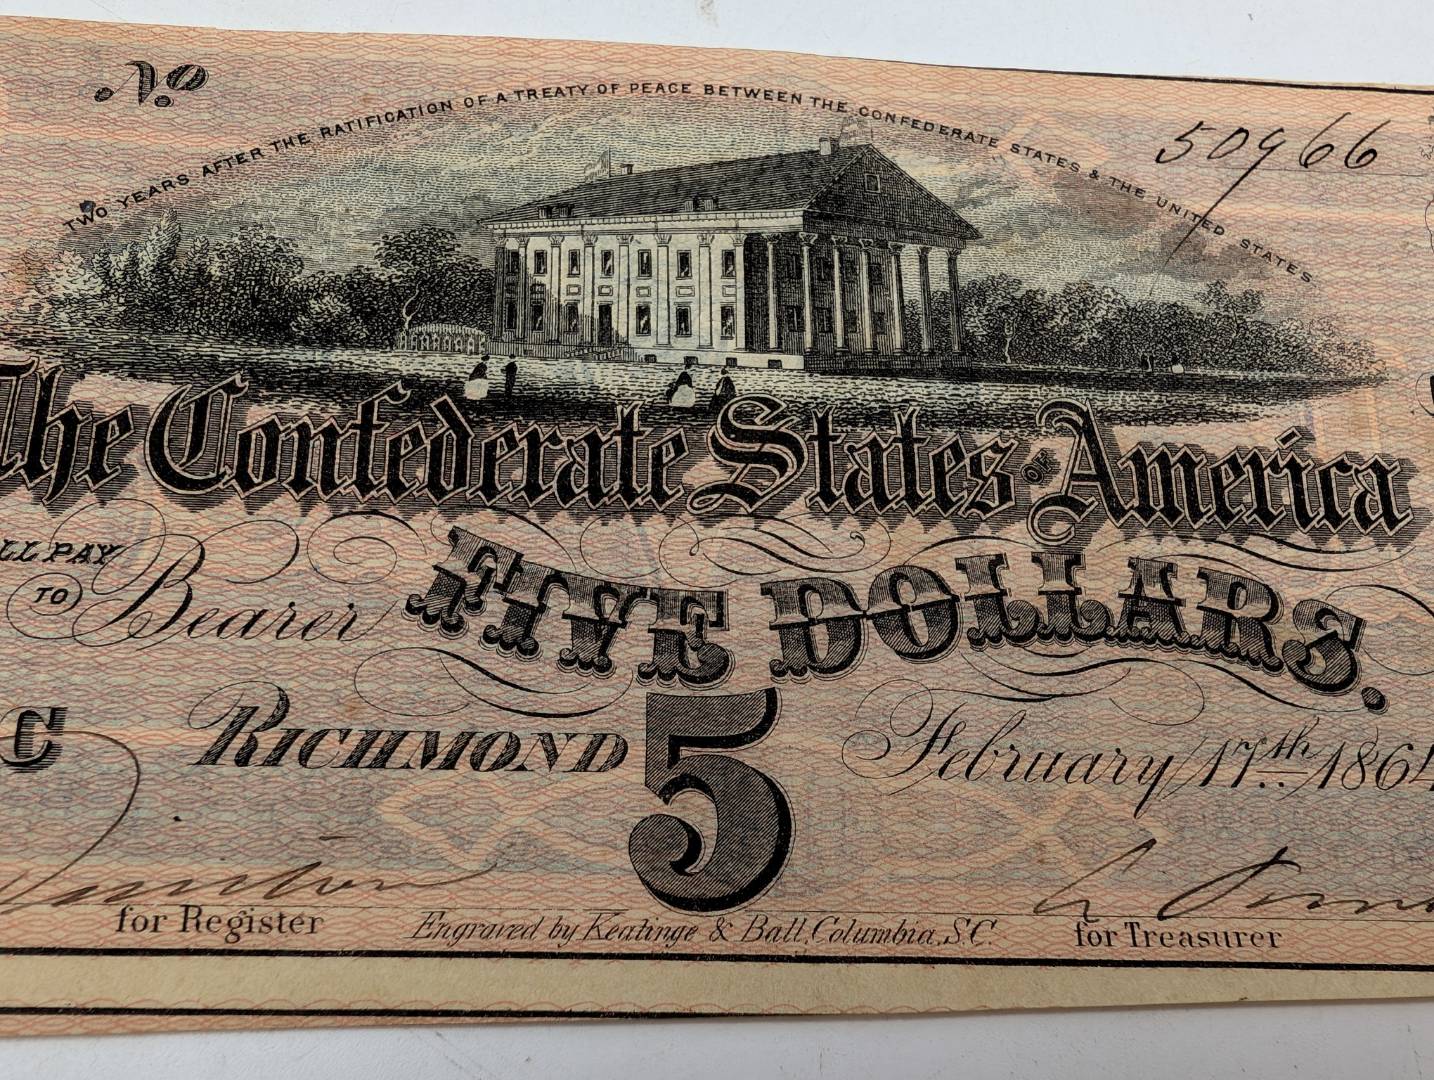 No 50966
TWO YEARS AFTER THE RATIFICATION OF A TREATY OF PEACE BETWEEN THE CONFEDERATE STATES & THE UNITED STATES
The Confederate States OF America
LL PAY
TO Bearer FIVE DOLLARS.
C RICHMOND 5 February 17th 1864
for Register Engraved by Keatinge & Ball, Columbia, S.C. for Treasurer